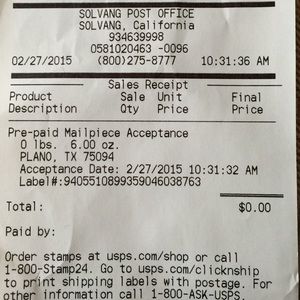 SOLVANG POST OFFICE
SOLVANG, California
934639998
0581020463 -0096
02/27/2015 (800)275-8777 10:31:36 AM
Sales Receipt
Product Sale Unit Final
Description Qty Price Price
Pre-paid Mailpiece Acceptance
0 lbs. 6.00 oz.
PLANO, TX 75094
Acceptance Date: 2/27/2015 10:31:32 AM
Label#:9405510899359046038763
Total: $0.00
Paid by:
Order stamps at usps.com/shop or call
1-800-Stamp24. Go to usps.com/clicknship
to print shipping labels with postage. For
other information call 1-800-ASK-USPS.